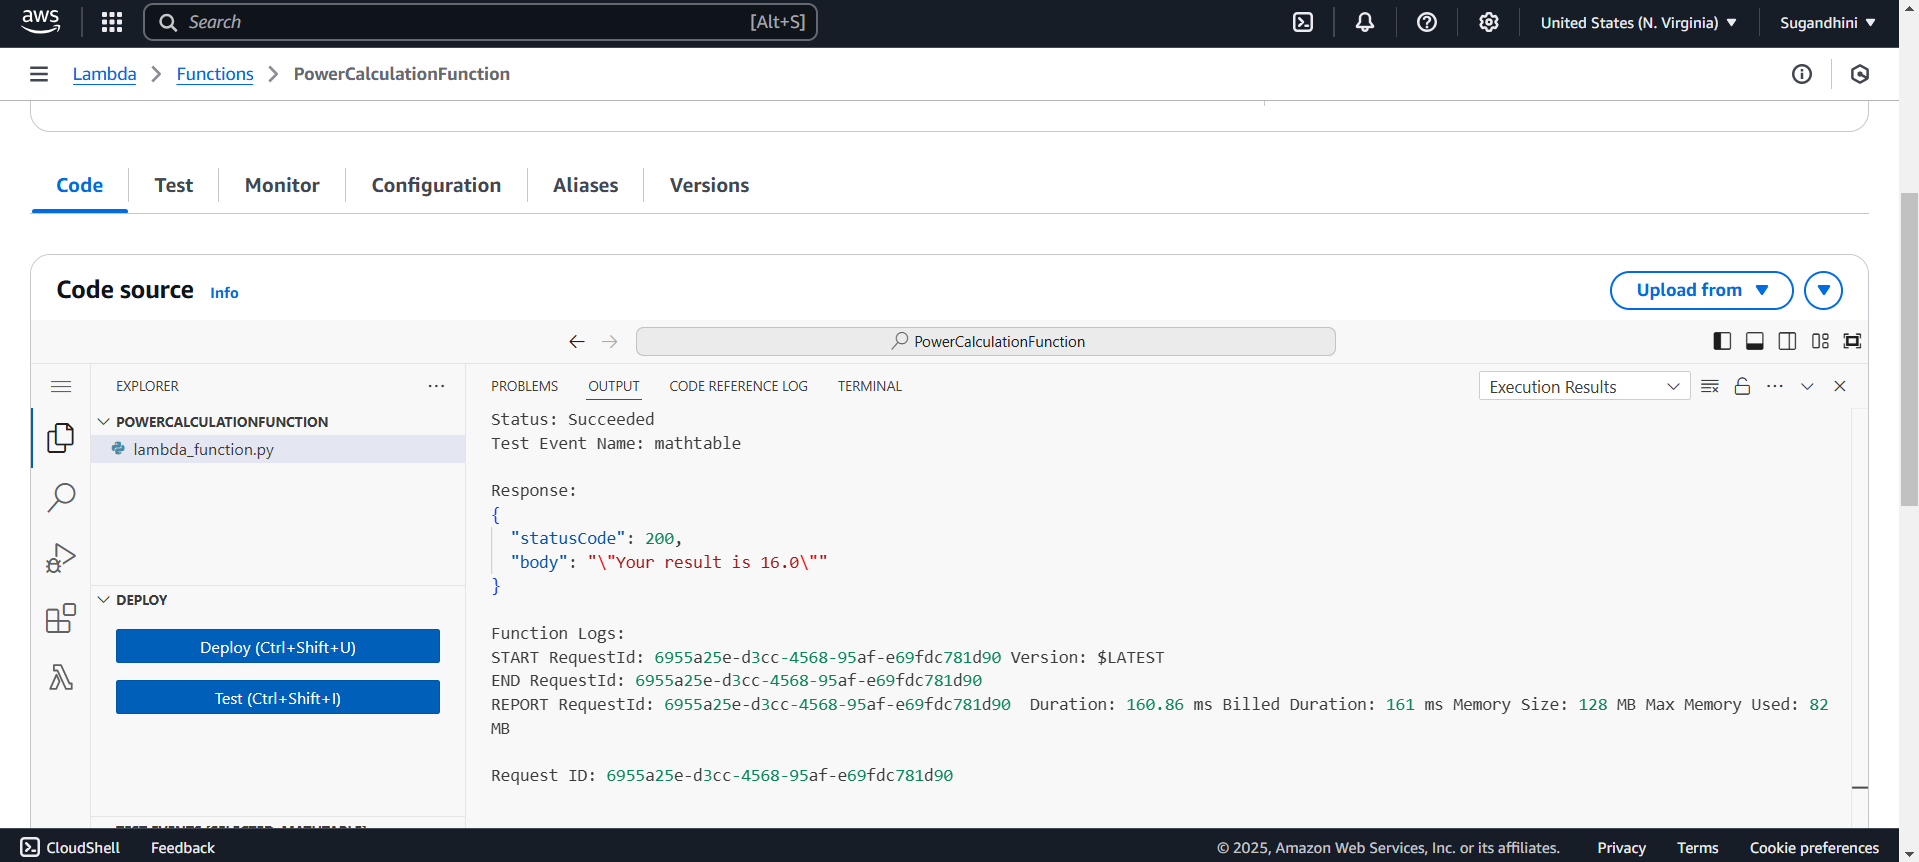 aws
Search [Alt+S]
United States (N. Virginia)
Sugandhini
Lambda
Functions
PowerCalculationFunction
Code
Test
Monitor
Configuration
Aliases
Versions
Code source Info
Upload from
PowerCalculationFunction
EXPLORER
POWERCALCULATIONFUNCTION
lambda_function.py
DEPLOY
Deploy (Ctrl+Shift+U)
Test (Ctrl+Shift+I)
PROBLEMS
OUTPUT
CODE REFERENCE LOG
TERMINAL
Execution Results
Status: Succeeded
Test Event Name: mathtable
Response:
{
"statusCode": 200,
"body": "\"Your result is 16.0\""
}
Function Logs:
START RequestId: 6955a25e-d3cc-4568-95af-e69fdc781d90 Version: $LATEST
END RequestId: 6955a25e-d3cc-4568-95af-e69fdc781d90
REPORT RequestId: 6955a25e-d3cc-4568-95af-e69fdc781d90 Duration: 160.86 ms Billed Duration: 161 ms Memory Size: 128 MB Max Memory Used: 82
MB
Request ID: 6955a25e-d3cc-4568-95af-e69fdc781d90
CloudShell
Feedback
© 2025, Amazon Web Services, Inc. or its affiliates.
Privacy
Terms
Cookie preferences